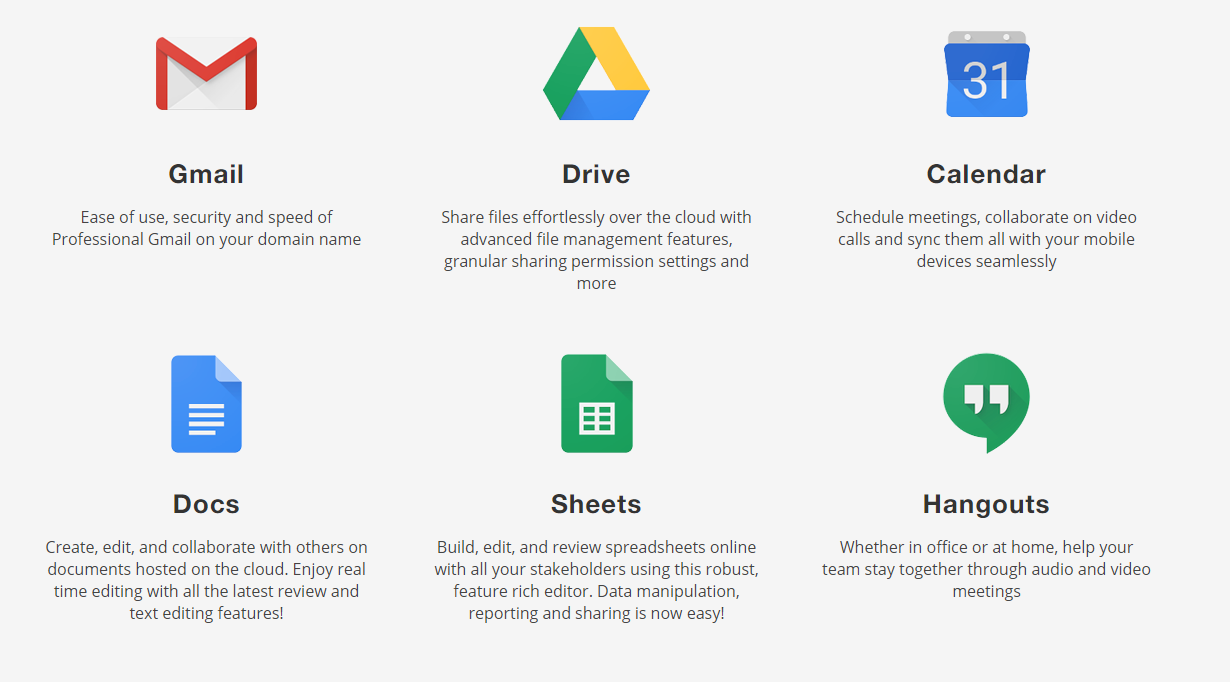 31
Gmail
Ease of use, security and speed of
Professional Gmail on your domain name
Drive
Share files effortlessly over the cloud with
advanced file management features,
granular sharing permission settings and
more
Calendar
Schedule meetings, collaborate on video
calls and sync them all with your mobile
devices seamlessly
Docs
Create, edit, and collaborate with others on
documents hosted on the cloud. Enjoy real
time editing with all the latest review and
text editing features!
Sheets
Build, edit, and review spreadsheets online
with all your stakeholders using this robust,
feature rich editor. Data manipulation,
reporting and sharing is now easy!
Hangouts
Whether in office or at home, help your
team stay together through audio and video
meetings